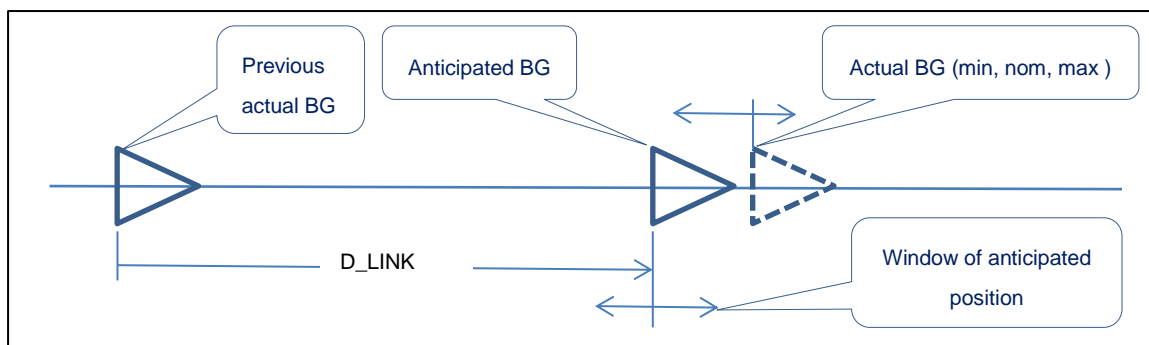 Previous
actual BG
Anticipated BG
Actual BG (min, nom, max )
D_LINK
Window of anticipated
position